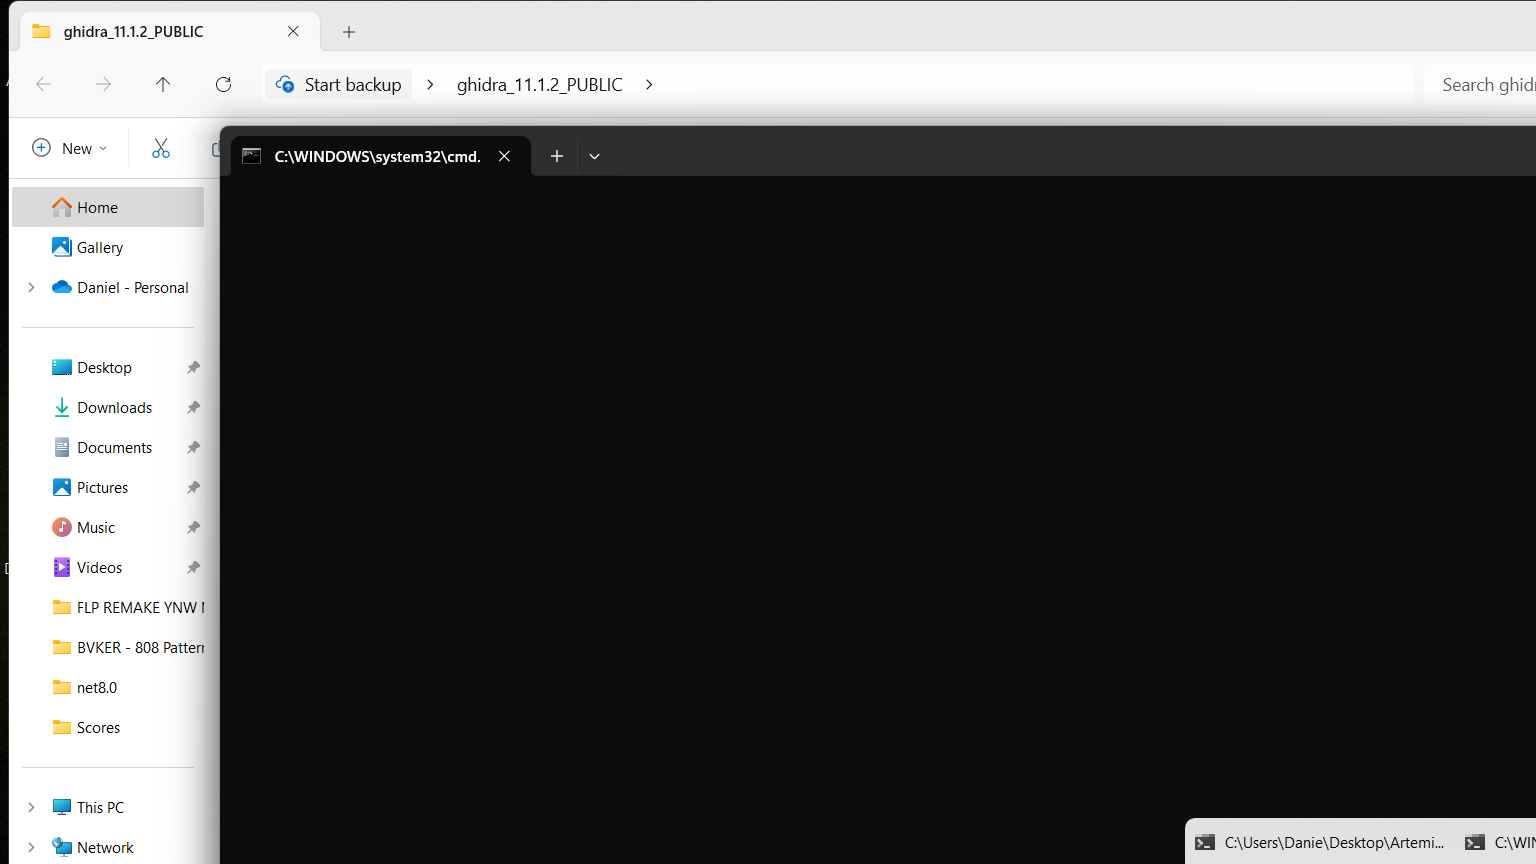 ghidra_11.1.2_PUBLIC
Start backup
ghidra_11.1.2_PUBLIC
Search ghid
New
C:\WINDOWS\system32\cmd.
Home
Gallery
Daniel - Personal
Desktop
Downloads
Documents
Pictures
Music
Videos
FLP REMAKE YNW
BVKER - 808 Patter
net8.0
Scores
This PC
Network
C:\Users\Danie\Desktop\Artemi...
C:\WIN